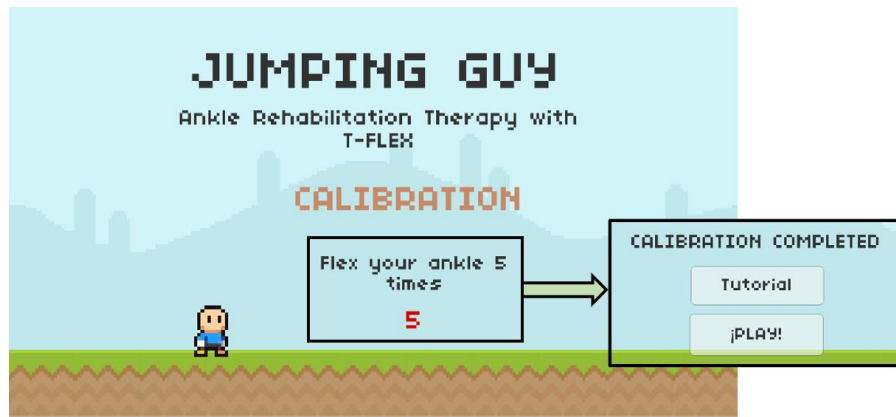 JUMPING GUY
Ankle Rehabilitation Therapy with
T-FLEX
CALIBRATION
Flex your ankle 5
times
5
CALIBRATION COMPLETED
Tutorial
¡PLAY!